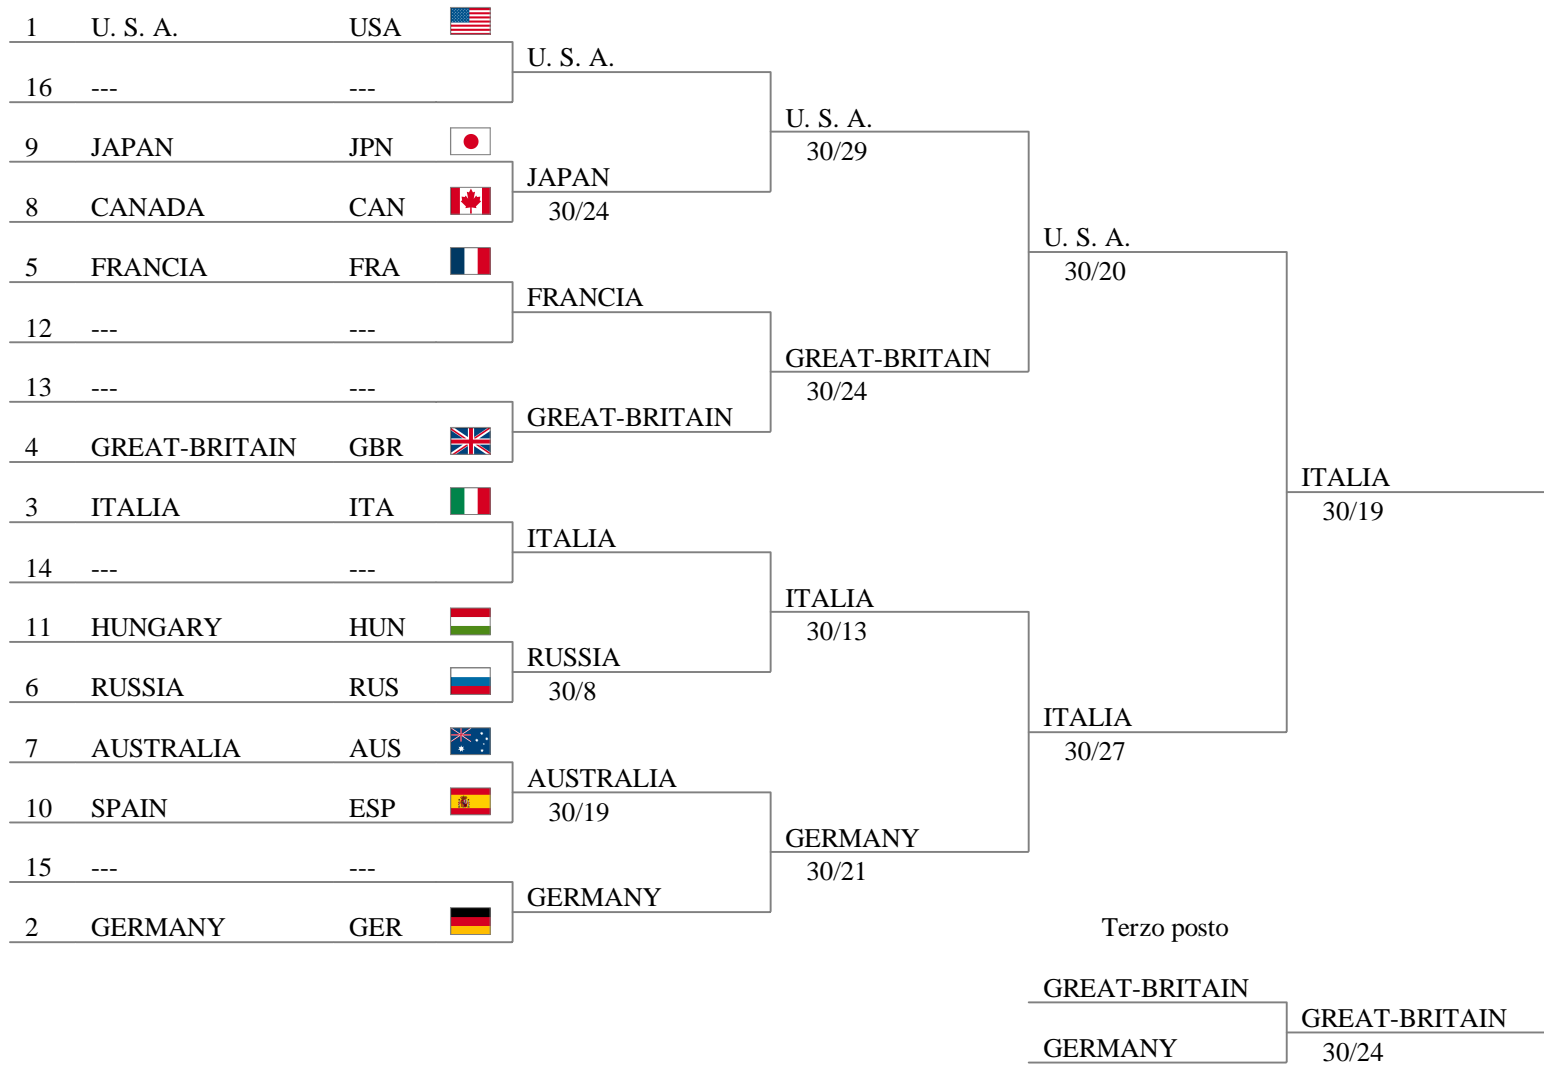 1 U. S. A. USA
U. S. A.
16 --- ---
U. S. A.
30/29
9 JAPAN JPN
JAPAN
30/24
8 CANADA CAN
U. S. A.
30/20
5 FRANCIA FRA
FRANCIA
12 --- ---
GREAT-BRITAIN
30/24
13 --- ---
GREAT-BRITAIN
4 GREAT-BRITAIN GBR
ITALIA
30/19
3 ITALIA ITA
ITALIA
14 --- ---
ITALIA
30/13
11 HUNGARY HUN
RUSSIA
30/8
6 RUSSIA RUS
ITALIA
30/27
7 AUSTRALIA AUS
AUSTRALIA
30/19
10 SPAIN ESP
GERMANY
30/21
15 --- ---
GERMANY
2 GERMANY GER
Terzo posto
GREAT-BRITAIN
GREAT-BRITAIN
30/24
GERMANY